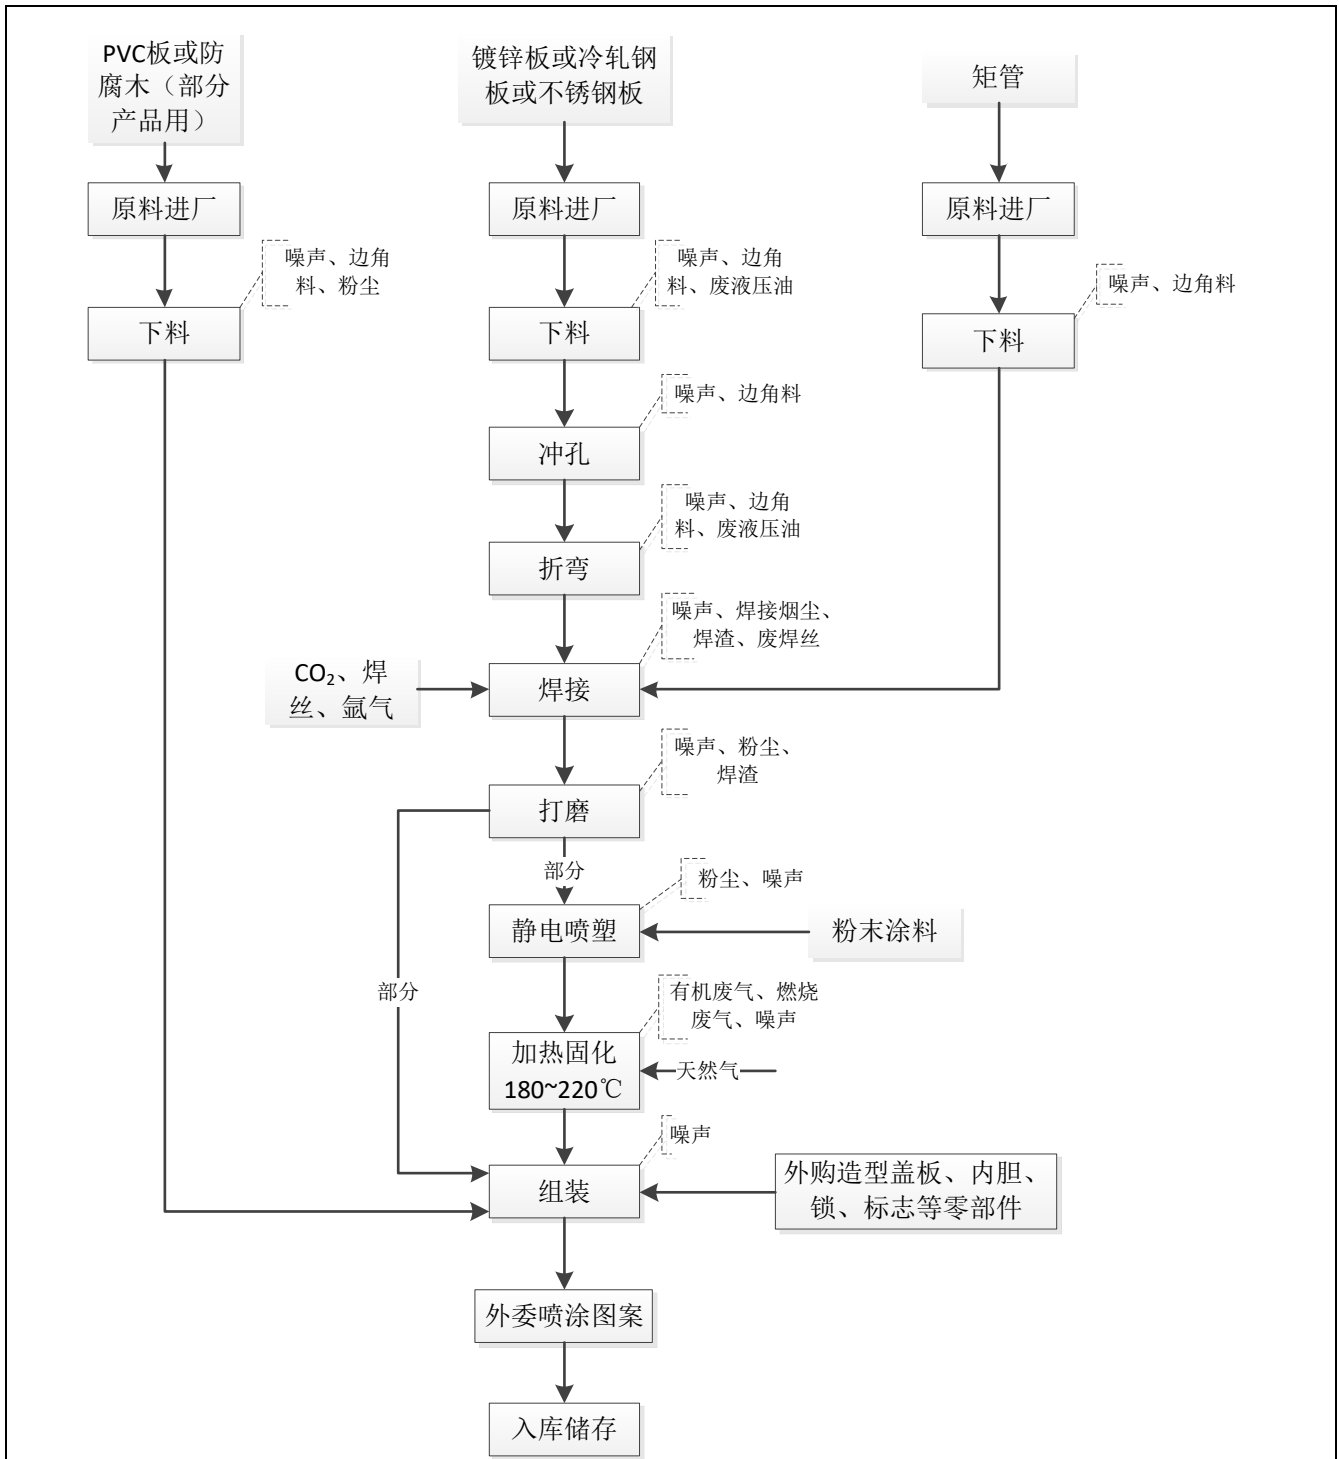 PVC板或防
腐木（部分
产品用）
镀锌板或冷轧钢
板或不锈钢板
矩管
原料进厂
原料进厂
原料进厂
噪声、边角
料、粉尘
噪声、边角
料、废液压油
噪声、边角料
下料
下料
下料
噪声、边角料
冲孔
噪声、边角
料、废液压油
折弯
噪声、焊接烟尘、
焊渣、废焊丝
CO₂、焊
丝、氩气
焊接
噪声、粉尘、
焊渣
打磨
部分
粉尘、噪声
静电喷塑
粉末涂料
部分
有机废气、燃烧
废气、噪声
加热固化
180~220℃
天然气
噪声
组装
外购造型盖板、内胆、
锁、标志等零部件
外委喷涂图案
入库储存